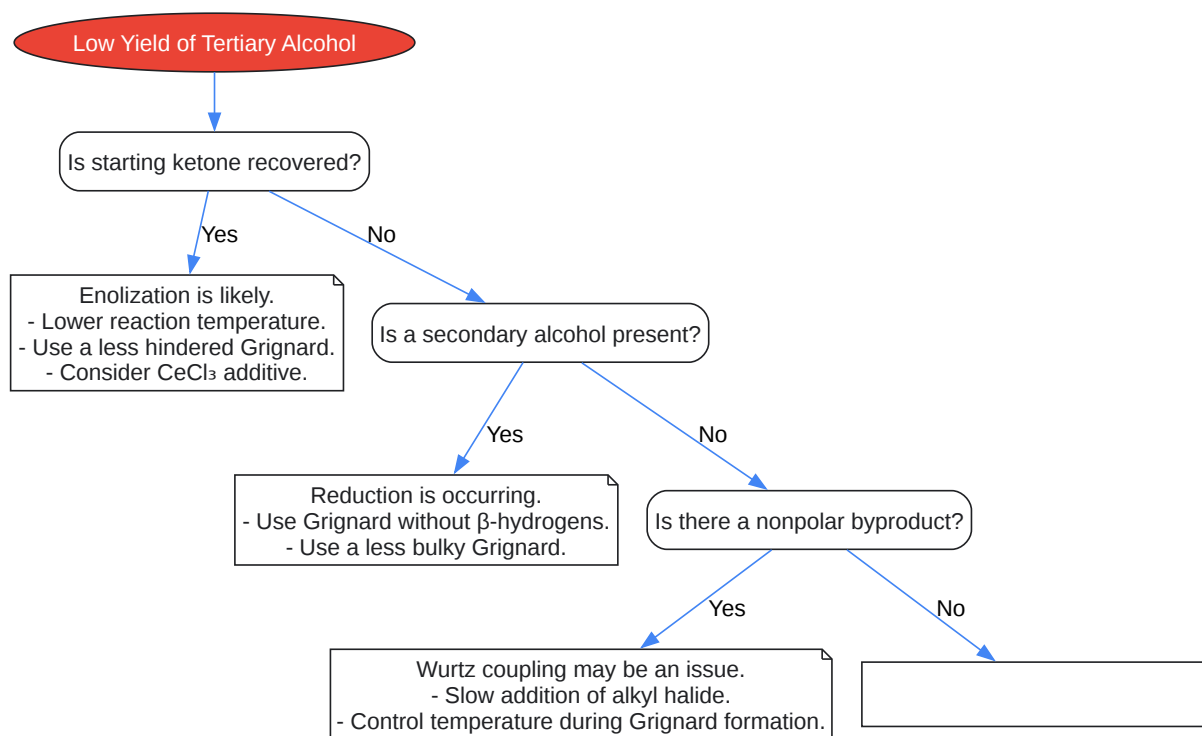 Low Yield of Tertiary Alcohol
Is starting ketone recovered?
Yes
No
Enolization is likely.
- Lower reaction temperature.
- Use a less hindered Grignard.
- Consider CeCl₃ additive.
Is a secondary alcohol present?
Yes
No
Reduction is occurring.
- Use Grignard without β-hydrogens.
- Use a less bulky Grignard.
Is there a nonpolar byproduct?
Yes
No
Wurtz coupling may be an issue.
- Slow addition of alkyl halide.
- Control temperature during Grignard formation.